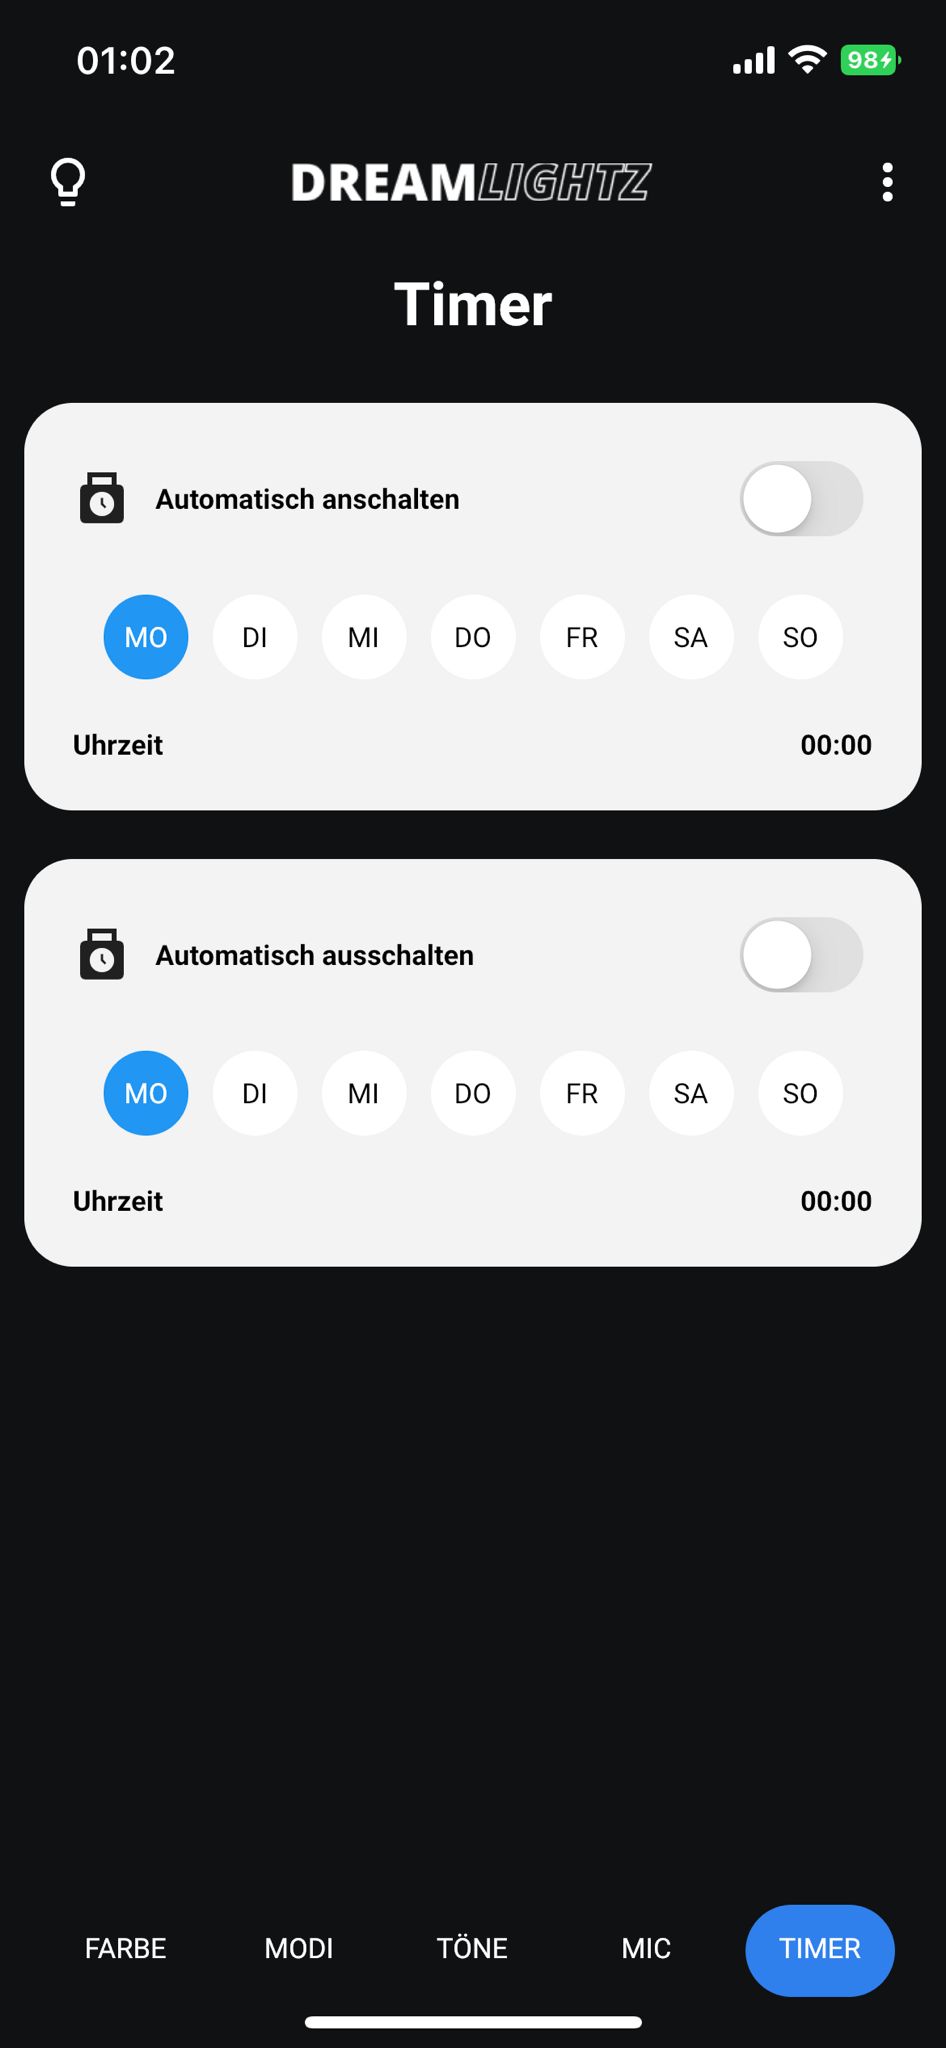 01:02
98
DREAMLIGHTZ
Timer
Automatisch anschalten
MO DI MI DO FR SA SO
Uhrzeit 00:00
Automatisch ausschalten
MO DI MI DO FR SA SO
Uhrzeit 00:00
FARBE MODI TÖNE MIC TIMER